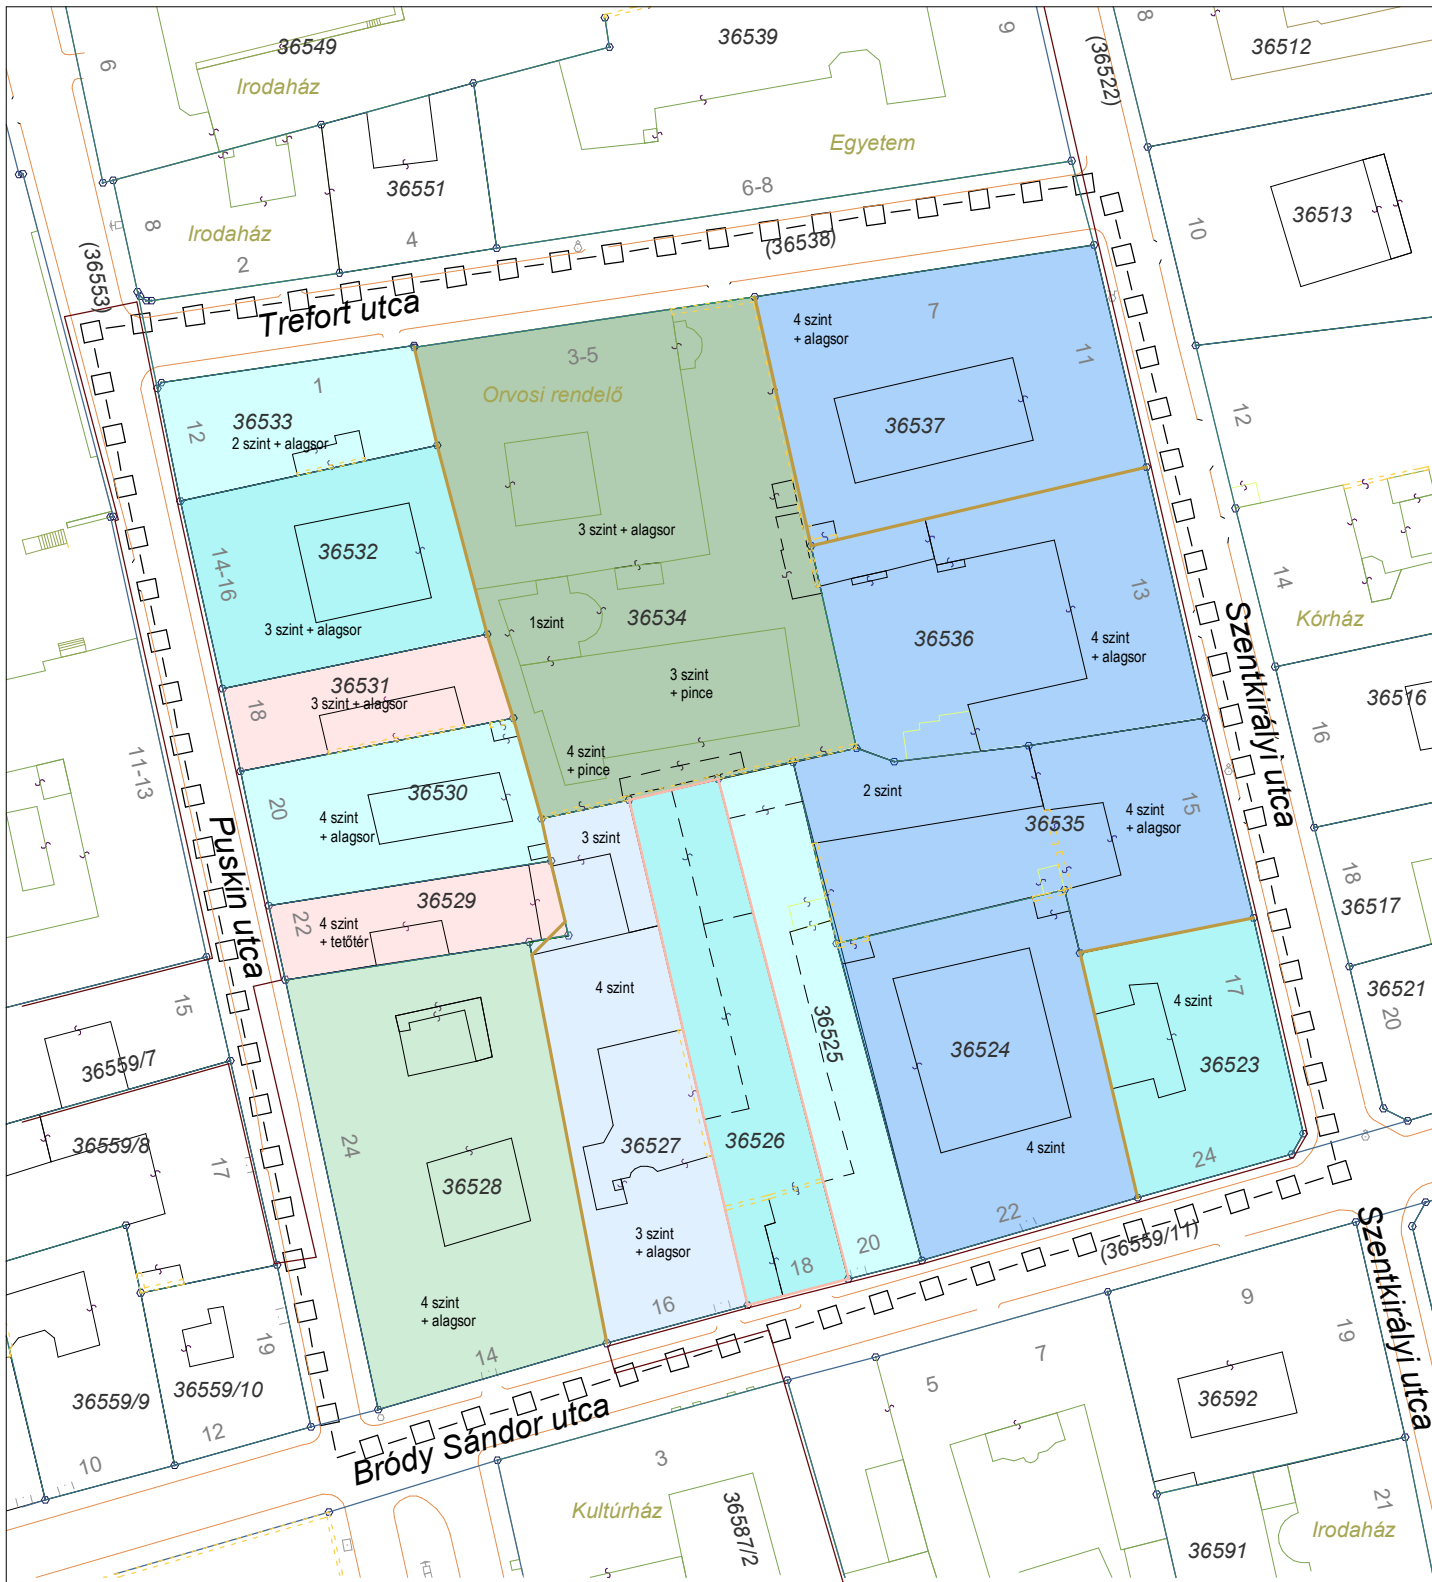 6
36549
Irodaház
36539
9
(36522)
8
36512
Egyetem
36551
6-8
36513
10
8
Irodaház
4
2
(36553)
(36538)
Trefort utca
7
4 szint
+ alagsor
11
3-5
Orvosi rendelő
1
36533
2 szint + alagsor
12
36537
12
3 szint + alagsor
36532
14-16
3 szint + alagsor
1szint
36534
36536
13
4 szint
+ alagsor
14
Kórház
Szentkirályi utca
36531
3 szint + alagsor
18
3 szint
+ pince
36516
16
11-13
4 szint
+ pince
36530
20
4 szint
+ alagsor
2 szint
36535
4 szint
+ alagsor
15
3 szint
Puskin utca
36529
22
4 szint
+ tetőtér
18
36517
4 szint
36525
17
4 szint
36521
20
15
36559/7
36524
36523
36559/8
17
24
36527
36526
4 szint
24
36528
22
(36559/11)
3 szint
+ alagsor
20
18
16
4 szint
+ alagsor
14
Szentkirályi utca
9
19
19
7
5
36559/9
36559/10
12
10
36592
Bródy Sándor utca
3
Kultúrház
36587/2
21
Irodaház
36591